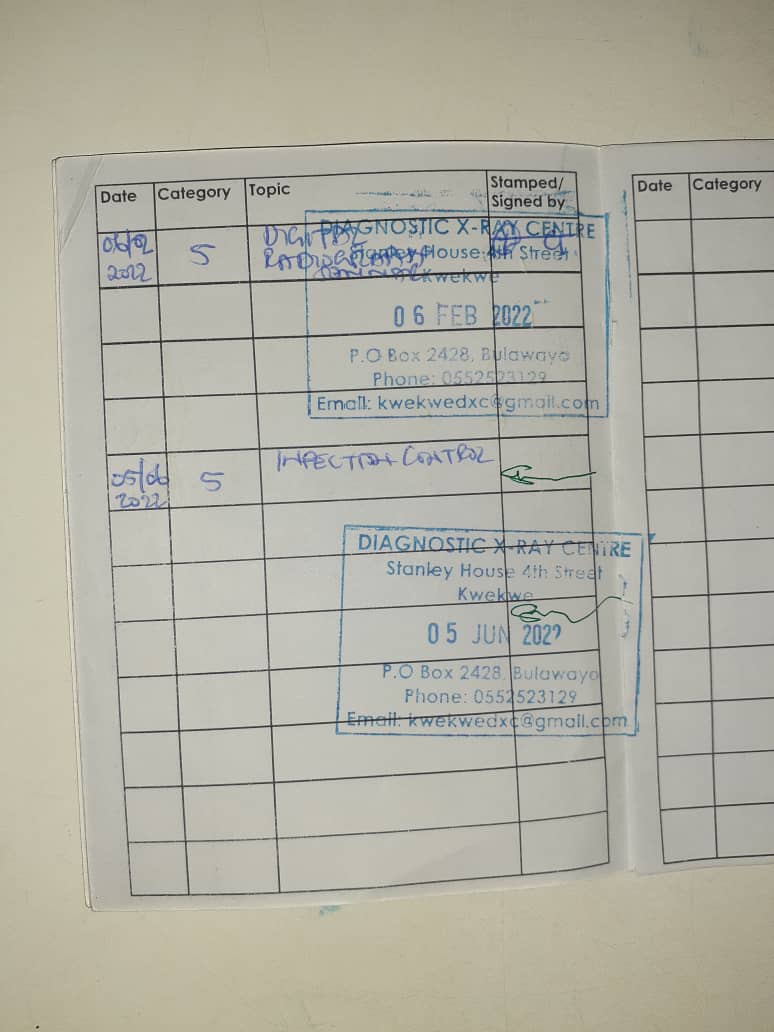 Date Category Topic Stamped/
Signed by
06/02
2022 5 DIGITAL
RADIOGRAPHY
DIAGNOSTIC X-RAY CENTRE
Stanley House 4th Street
Kwekwe
06 FEB 2022
P.O Box 2428, Bulawayo
Phone: 0552523129
Email: kwekwedxc@gmail.com
05/06
2022 5 INFECTION CONTROL
DIAGNOSTIC X-RAY CENTRE
Stanley House 4th Street
Kwekwe
05 JUN 2022
P.O Box 2428, Bulawayo
Phone: 0552523129
Email: kwekwedxc@gmail.com
Date Category